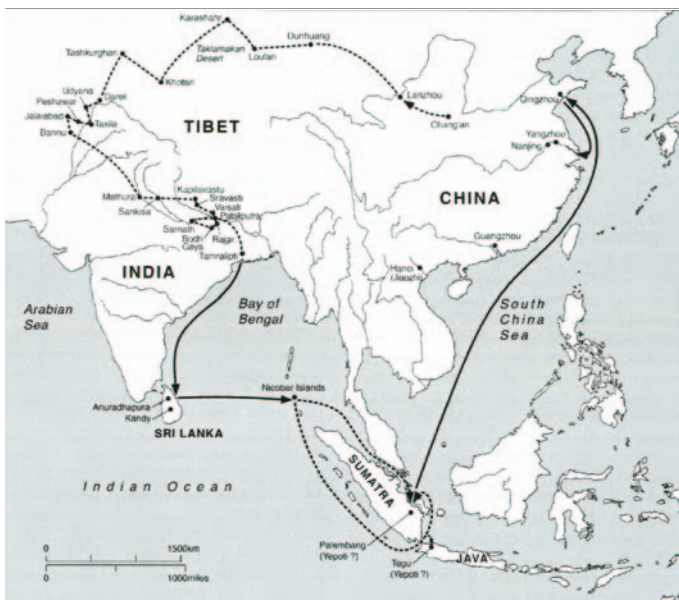 Karashahr
Dunhuang
Taklamakan
Desert
Tashkurghan
Loulan
Khotan
Lanzhou
Qingzhou
Udyana
Darel
Peshawar
Jalalabad
Taxila
Chang'an
TIBET
Bannu
Yangzhou
Nanjing
Kapilavastu
Sravasti
Mathura
Vaisali
CHINA
Sankisa
Pataliputra
Sarnath
Bodh
Gaya
Rajgir
Guangzhou
Tamralipti
Hanoi
(Jiaozhi)
INDIA
Arabian
Sea
Bay of
Bengal
South
China
Sea
Nicobar Islands
Anuradhapura
Kandy
SRI LANKA
SUMATRA
Indian Ocean
0 1500km
0 1000miles
Palembang
(Yepoti ?)
JAVA
Tegu
(Yepoti ?)